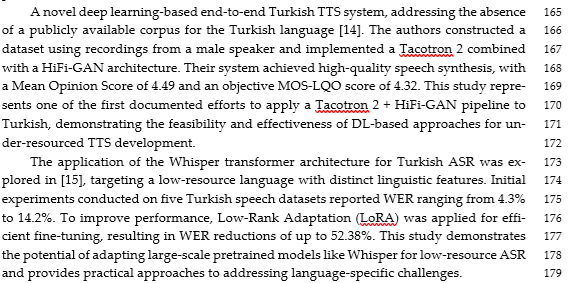 A novel deep learning-based end-to-end Turkish TTS system, addressing the absence 165
of a publicly available corpus for the Turkish language [14]. The authors constructed a 166
dataset using recordings from a male speaker and implemented a Tacotron 2 combined 167
with a HiFi-GAN architecture. Their system achieved high-quality speech synthesis, with 168
a Mean Opinion Score of 4.49 and an objective MOS-LQO score of 4.32. This study repre- 169
sents one of the first documented efforts to apply a Tacotron 2 + HiFi-GAN pipeline to 170
Turkish, demonstrating the feasibility and effectiveness of DL-based approaches for un- 171
der-resourced TTS development. 172
The application of the Whisper transformer architecture for Turkish ASR was ex- 173
plored in [15], targeting a low-resource language with distinct linguistic features. Initial 174
experiments conducted on five Turkish speech datasets reported WER ranging from 4.3% 175
to 14.2%. To improve performance, Low-Rank Adaptation (LoRA) was applied for effi- 176
cient fine-tuning, resulting in WER reductions of up to 52.38%. This study demonstrates 177
the potential of adapting large-scale pretrained models like Whisper for low-resource ASR 178
and provides practical approaches to addressing language-specific challenges. 179